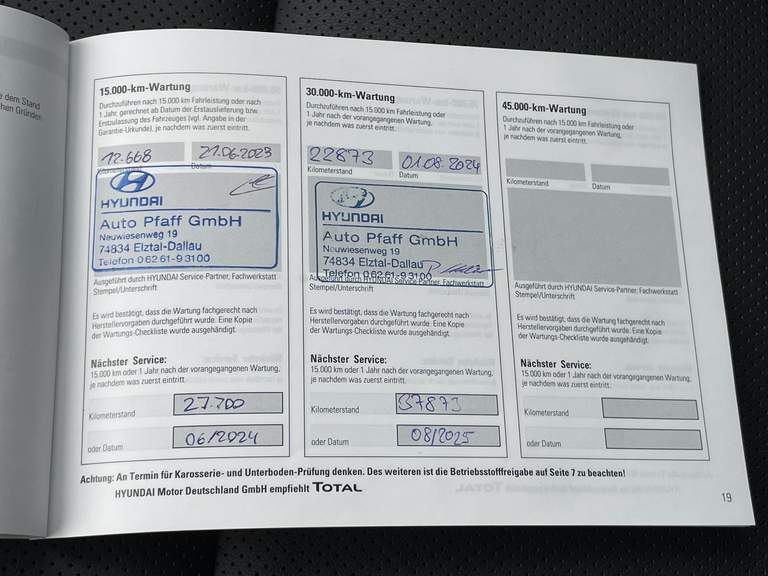 e dem Stand
hen Gründen
15.000-km-Wartung
Durchzuführen nach 15.000 km Fahrleistung oder nach
1 Jahr, gerechnet ab Datum der Erstauslieferung bzw.
Erstzulassung des Fahrzeuges (vgl. Angabe in der
Garantie-Urkunde), je nachdem was zuerst eintritt.
12.668 21.06.2023
Kilometerstand Datum
HYUNDAI
Auto Pfaff GmbH
Neuwiesenweg 19
74834 Elztal-Dallau
Telefon 06261-93100
Ausgeführt durch HYUNDAI Service-Partner, Fachwerkstatt
Stempel/Unterschrift
Es wird bestätigt, dass die Wartung fachgerecht nach
Herstellervorgaben durchgeführt wurde. Eine Kopie
der Wartungs-Checkliste wurde ausgehändigt.
Nächster Service:
15.000 km oder 1 Jahr nach der vorangegangenen Wartung,
je nachdem was zuerst eintritt.
Kilometerstand 27.700
oder Datum 06/2024
30.000-km-Wartung
Durchzuführen nach 15.000 km Fahrleistung oder
1 Jahr nach der vorangegangenen Wartung,
je nachdem was zuerst eintritt.
22873 01.08.2024
Kilometerstand Datum
HYUNDAI
Auto Pfaff GmbH
Neuwiesenweg 19
74834 Elztal-Dallau
Telefon 06261-93100
Ausgeführt durch HYUNDAI Service-Partner, Fachwerkstatt
Stempel/Unterschrift
Es wird bestätigt, dass die Wartung fachgerecht nach
Herstellervorgaben durchgeführt wurde. Eine Kopie
der Wartungs-Checkliste wurde ausgehändigt.
Nächster Service:
15.000 km oder 1 Jahr nach der vorangegangenen Wartung,
je nachdem was zuerst eintritt.
Kilometerstand 37873
oder Datum 08/2025
45.000-km-Wartung
Durchzuführen nach 15.000 km Fahrleistung oder
1 Jahr nach der vorangegangenen Wartung,
je nachdem was zuerst eintritt.
Kilometerstand Datum
Ausgeführt durch HYUNDAI Service-Partner, Fachwerkstatt
Stempel/Unterschrift
Es wird bestätigt, dass die Wartung fachgerecht nach
Herstellervorgaben durchgeführt wurde. Eine Kopie
der Wartungs-Checkliste wurde ausgehändigt.
Nächster Service:
15.000 km oder 1 Jahr nach der vorangegangenen Wartung,
je nachdem was zuerst eintritt.
Kilometerstand
oder Datum
Achtung: An Termin für Karosserie- und Unterboden-Prüfung denken. Des weiteren ist die Betriebsstofffreigabe auf Seite 7 zu beachten!
HYUNDAI Motor Deutschland GmbH empfiehlt TOTAL
19